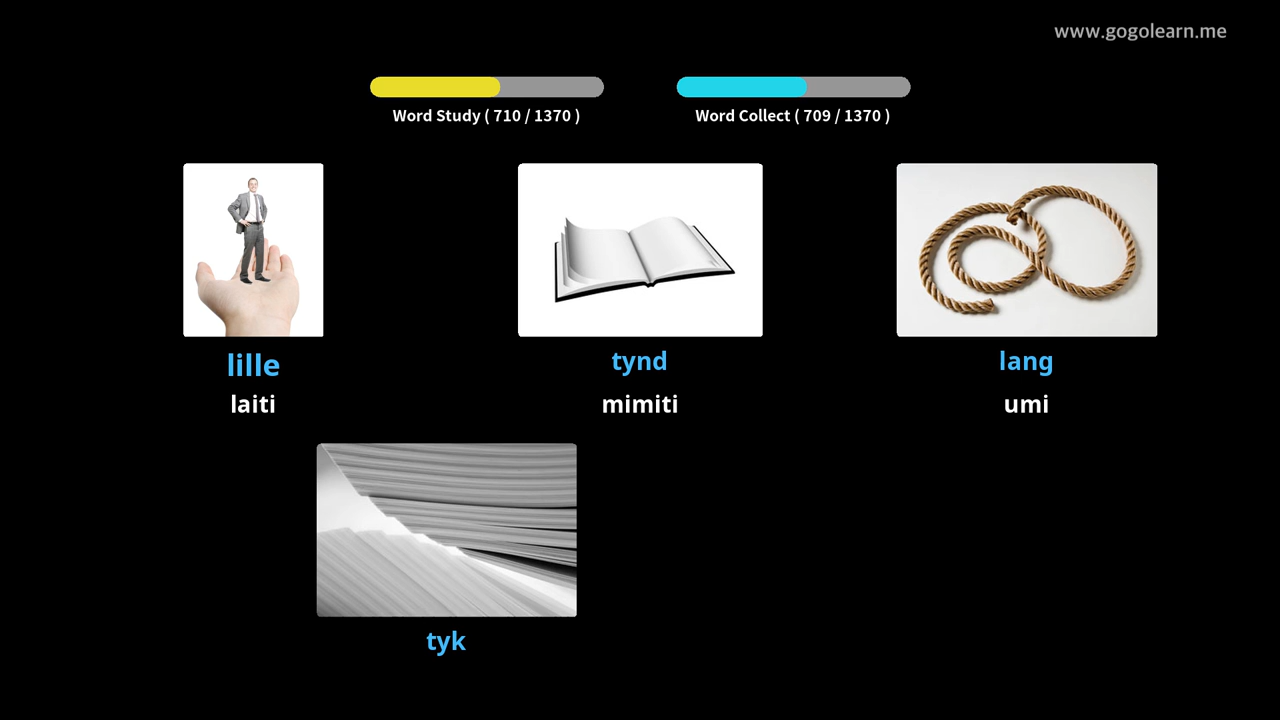 www.gogolearn.me
Word Study ( 710 / 1370 )
Word Collect ( 709 / 1370 )
lille
laiti
tynd
mimiti
lang
umi
tyk